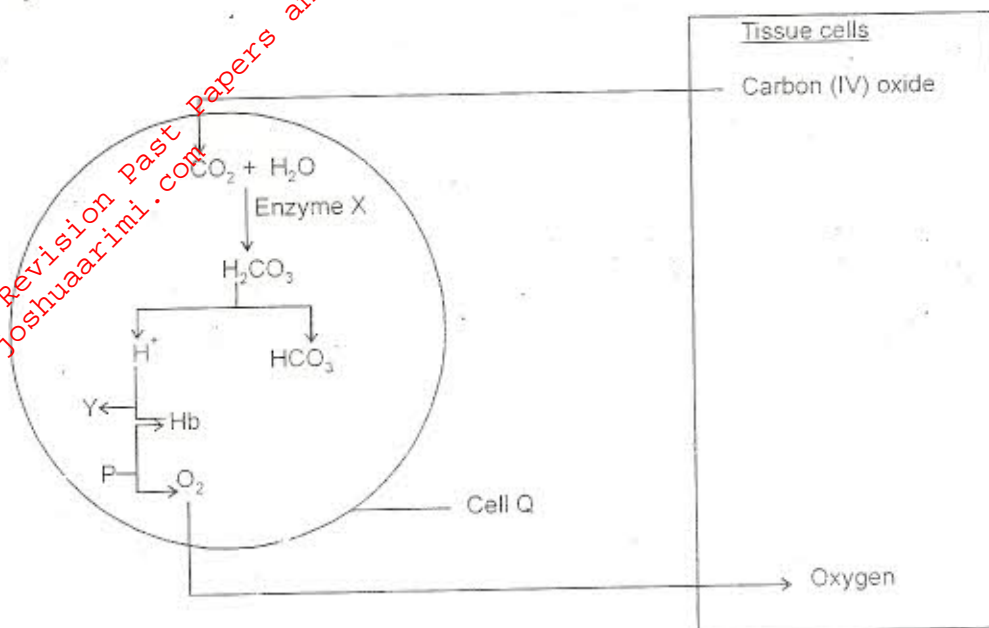 Revision Past Papers an
joshuaarimi.com
Tissue cells
Carbon (IV) oxide
CO₂ + H₂O
Enzyme X
H₂CO₃
H⁺
HCO₃
Y
Hb
P
O₂
Cell Q
Oxygen